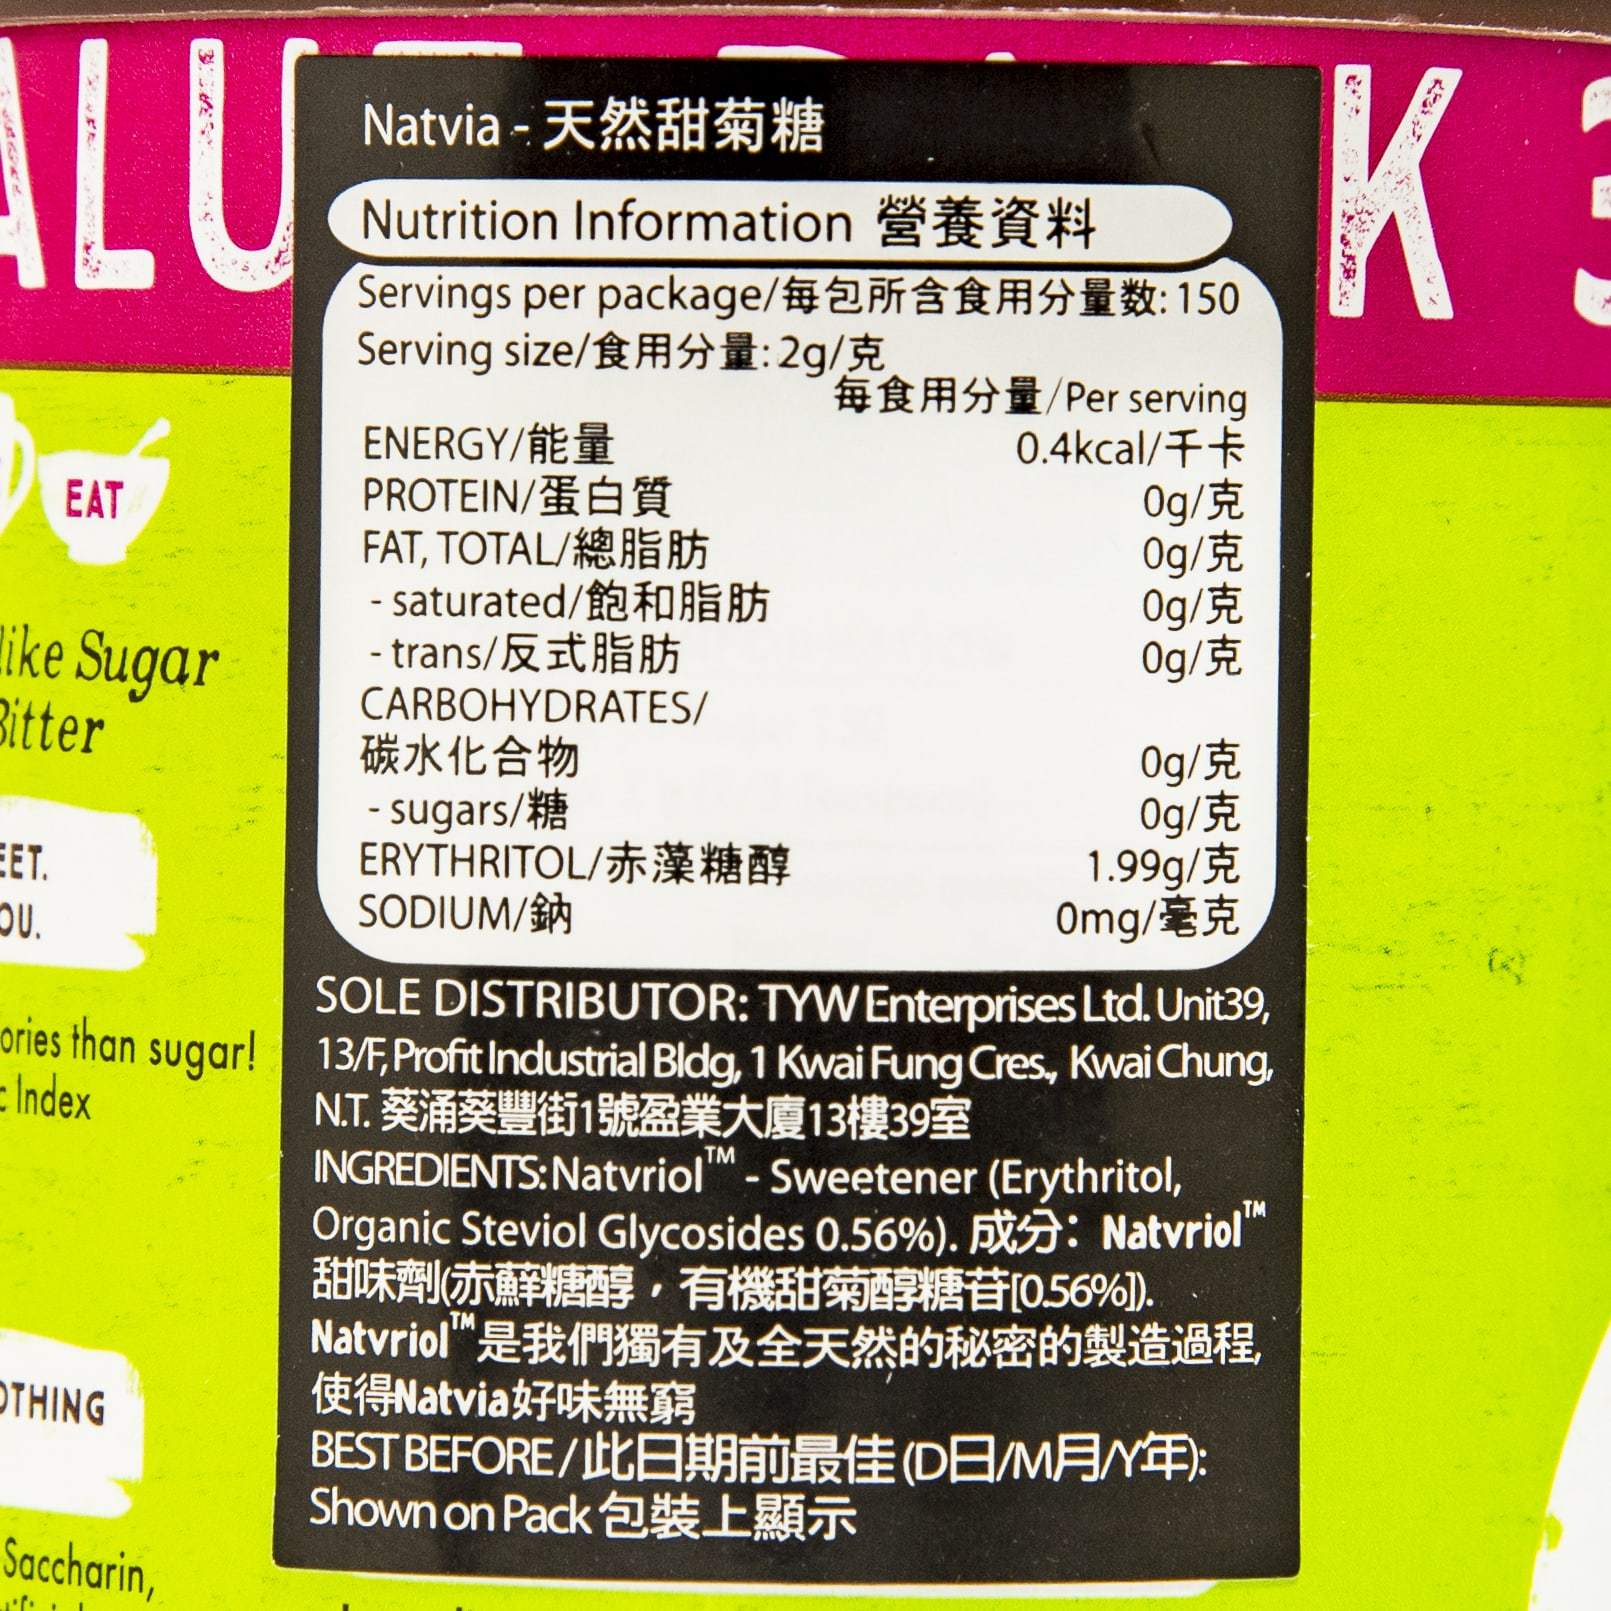 Natvia - 天然甜菊糖
Nutrition Information 營養資料
Servings per package/每包所含食用分量數: 150
Serving size/食用分量: 2g/克
每食用分量/Per serving
ENERGY/能量 0.4kcal/千卡
PROTEIN/蛋白質 0g/克
FAT, TOTAL/總脂肪 0g/克
- saturated/飽和脂肪 0g/克
- trans/反式脂肪 0g/克
CARBOHYDRATES/
碳水化合物 0g/克
- sugars/糖 0g/克
ERYTHRITOL/赤藻糖醇 1.99g/克
SODIUM/鈉 0mg/毫克
SOLE DISTRIBUTOR: TYW Enterprises Ltd. Unit39,
13/F, Profit Industrial Bldg, 1 Kwai Fung Cres., Kwai Chung,
N.T. 葵涌葵豐街1號盈業大廈13樓39室
INGREDIENTS: Natvriol™ - Sweetener (Erythritol,
Organic Steviol Glycosides 0.56%). 成分: Natvriol™
甜味劑(赤蘚糖醇，有機甜菊醇糖苷[0.56%]).
Natvriol™是我們獨有及全天然的秘密的製造過程,
使得Natvia好味無窮
BEST BEFORE/此日期前最佳 (D日/M月/Y年):
Shown on Pack 包裝上顯示
EAT
like Sugar
Bitter
than sugar!
Index
Saccharin,